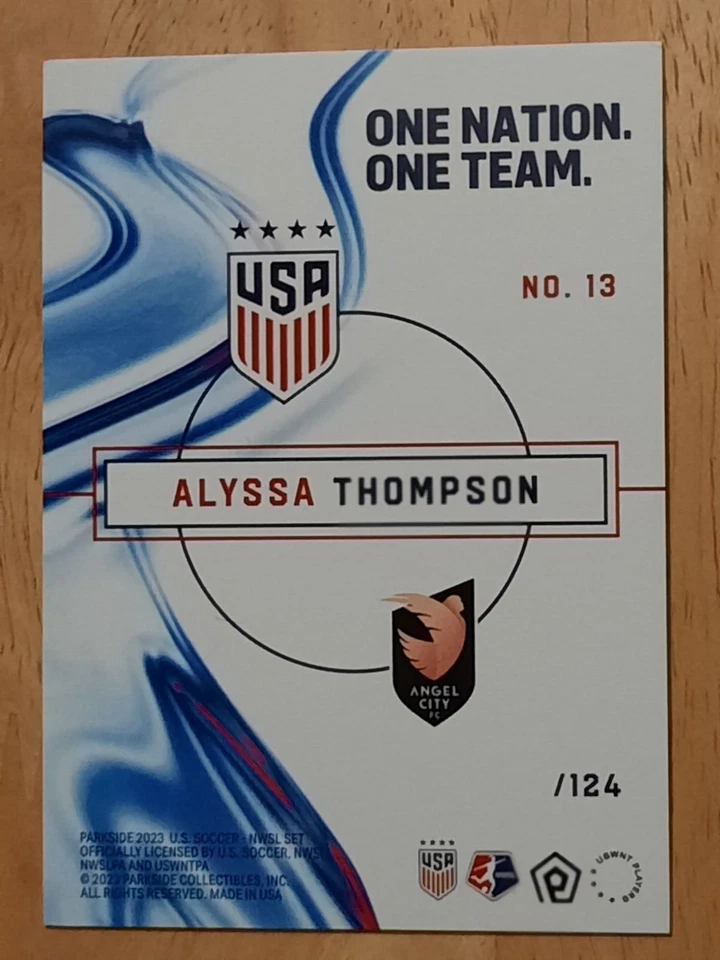 ONE NATION.
ONE TEAM.
USA
NO. 13
ALYSSA THOMPSON
ANGEL
CITY
FC
/124
PARKSIDE 2023 U.S. SOCCER - NWSL SET
OFFICIALLY LICENSED BY U.S. SOCCER, NWSL
NWSLPA AND USWNTPA
© 2023 PARKSIDE COLLECTIBLES, INC.
ALL RIGHTS RESERVED. MADE IN USA
USA
USWNT PLAYERS